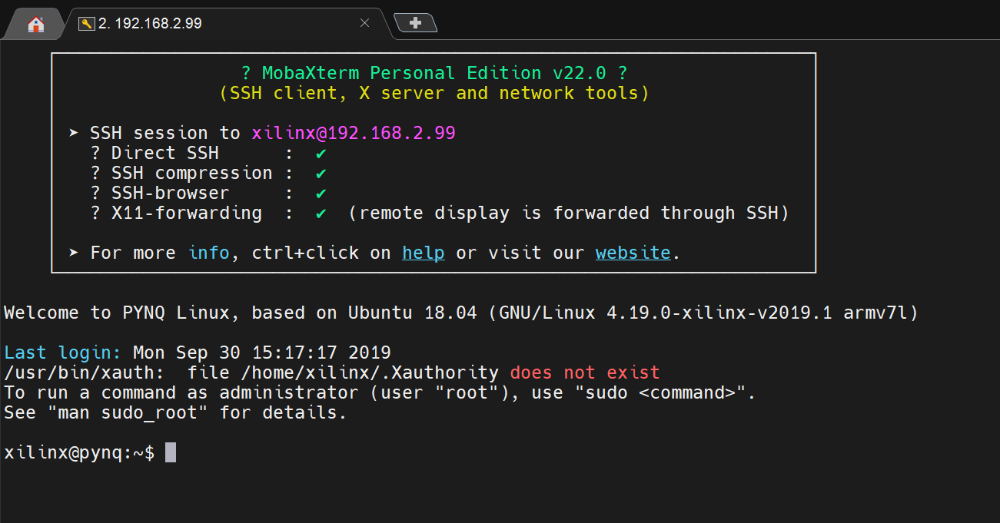 2. 192.168.2.99
? MobaXterm Personal Edition v22.0 ?
(SSH client, X server and network tools)
➤ SSH session to xilinx@192.168.2.99
? Direct SSH : ✔
? SSH compression : ✔
? SSH-browser : ✔
? X11-forwarding : ✔ (remote display is forwarded through SSH)
➤ For more info, ctrl+click on help or visit our website.
Welcome to PYNQ Linux, based on Ubuntu 18.04 (GNU/Linux 4.19.0-xilinx-v2019.1 armv7l)
Last login: Mon Sep 30 15:17:17 2019
/usr/bin/xauth:  file /home/xilinx/.Xauthority does not exist
To run a command as administrator (user "root"), use "sudo <command>".
See "man sudo_root" for details.
xilinx@pynq:~$